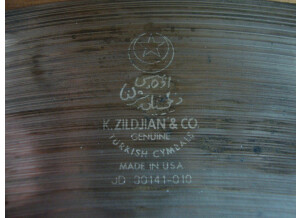 K. ZILDJIAN & CO.
GENUINE
TURKISH CYMBALS
MADE IN USA
JD 30141-010